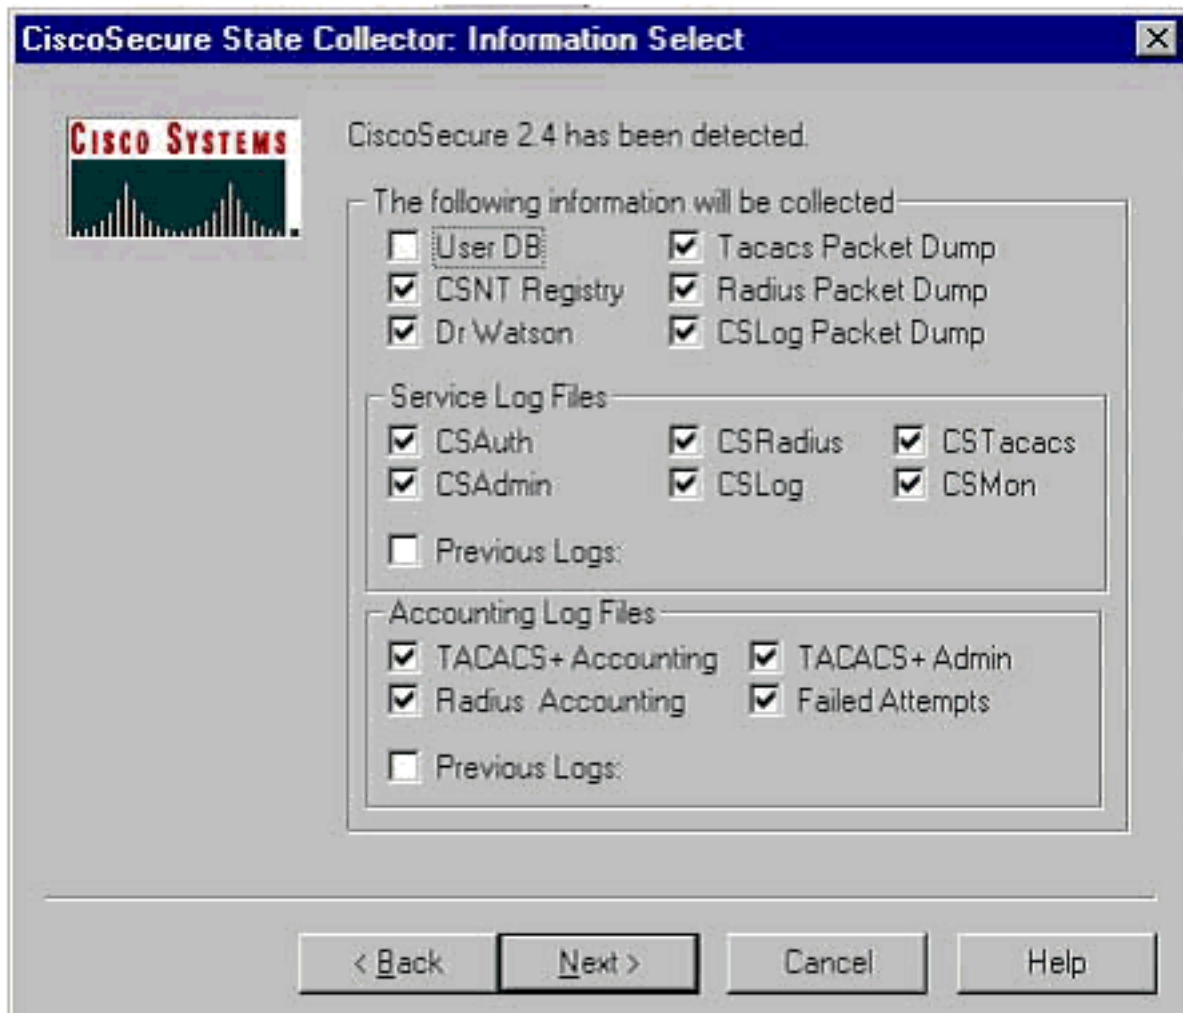 CiscoSecure State Collector: Information Select
CISCO SYSTEMS
CiscoSecure 2.4 has been detected.
The following information will be collected
User DB Tacacs Packet Dump
CSNT Registry Radius Packet Dump
Dr Watson CSLog Packet Dump
Service Log Files
CSAuth CSRadius CSTacacs
CSAdmin CSLog CSMon
Previous Logs:
Accounting Log Files
TACACS+ Accounting TACACS+ Admin
Radius Accounting Failed Attempts
Previous Logs:
< Back Next > Cancel Help